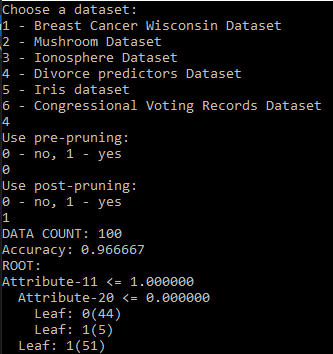 Choose a dataset:
1 - Breast Cancer Wisconsin Dataset
2 - Mushroom Dataset
3 - Ionosphere Dataset
4 - Divorce predictors Dataset
5 - Iris dataset
6 - Congressional Voting Records Dataset
4
Use pre-pruning:
0 - no, 1 - yes
0
Use post-pruning:
0 - no, 1 - yes
1
DATA COUNT: 100
Accuracy: 0.966667
ROOT:
Attribute-11 <= 1.000000
  Attribute-20 <= 0.000000
    Leaf: 0(44)
    Leaf: 1(5)
  Leaf: 1(51)